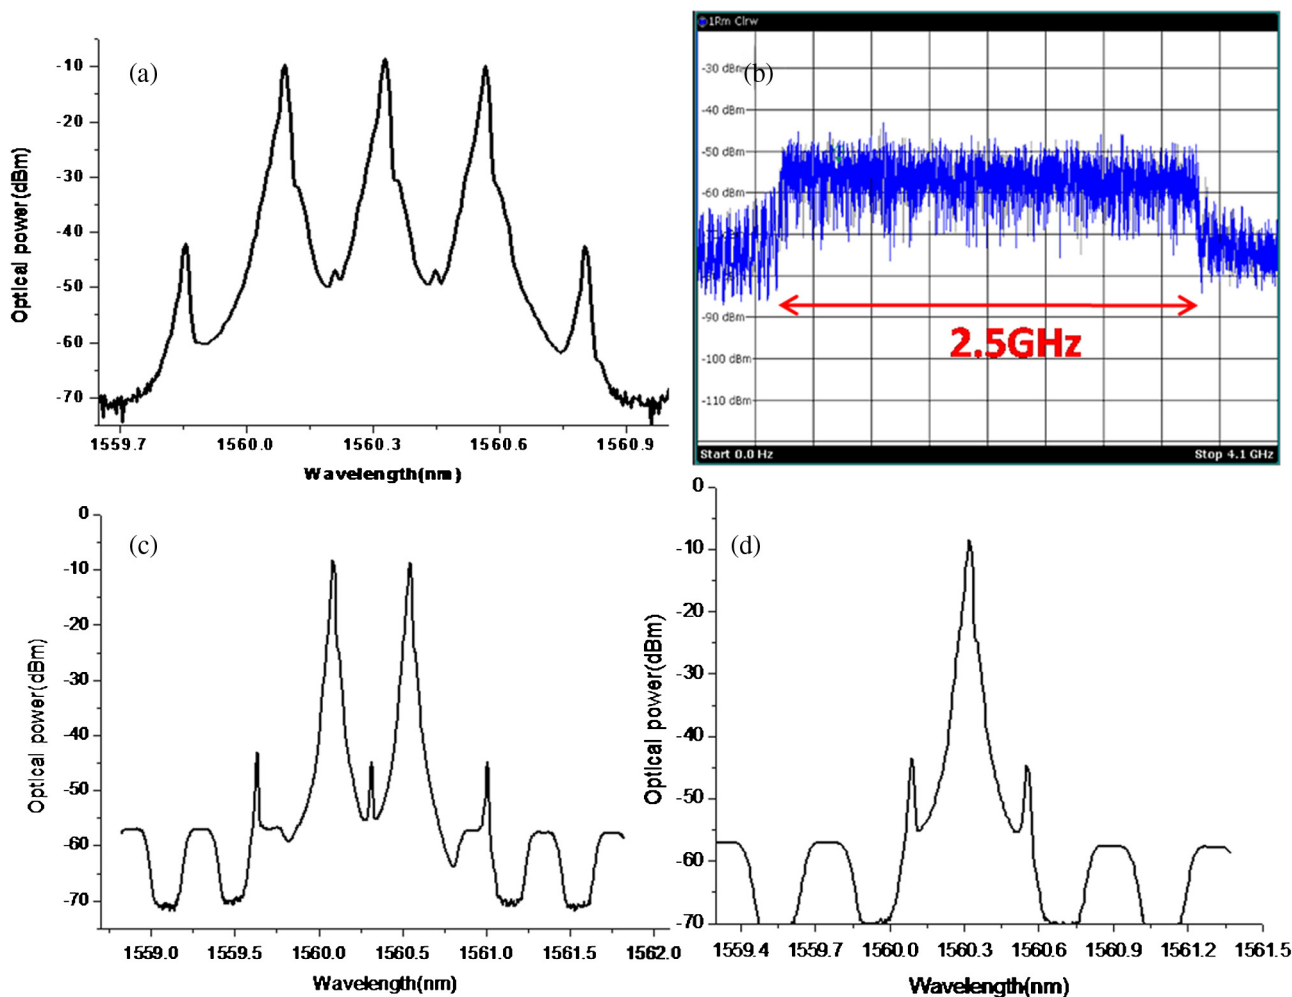 (a)
-10
-20
-30
-40
-50
-60
-70
Optical power(dBm)
1559.7 1560.0 1560.3 1560.6 1560.9
Wavelength(nm)
1Rm Clrw
(b)
-30 dBm
-40 dBm
-50 dBm
-60 dBm
-90 dBm
-100 dBm
-110 dBm
2.5GHz
Start 0.0 Hz Stop 4.1 GHz
(c)
0
-10
-20
-30
-40
-50
-60
-70
Optical power(dBm)
1559.0 1559.5 1560.0 1560.5 1561.0 1561.5 1562.0
Wavelength(nm)
(d)
0
-10
-20
-30
-40
-50
-60
-70
Optical power(dBm)
1559.4 1559.7 1560.0 1560.3 1560.6 1560.9 1561.2 1561.5
Wavelength(nm)